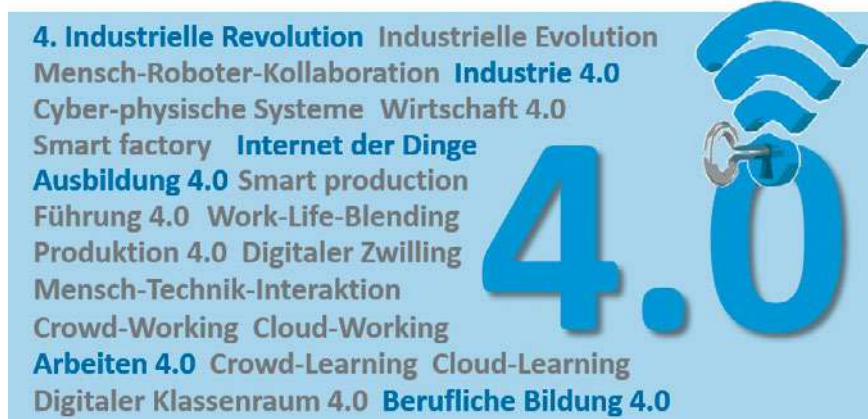 4. Industrielle Revolution Industrielle Evolution
Mensch-Roboter-Kollaboration Industrie 4.0
Cyber-physische Systeme Wirtschaft 4.0
Smart factory Internet der Dinge
Ausbildung 4.0 Smart production
Führung 4.0 Work-Life-Blending
Produktion 4.0 Digitaler Zwilling
Mensch-Technik-Interaktion
Crowd-Working Cloud-Working
Arbeiten 4.0 Crowd-Learning Cloud-Learning
Digitaler Klassenraum 4.0 Berufliche Bildung 4.0
4.0